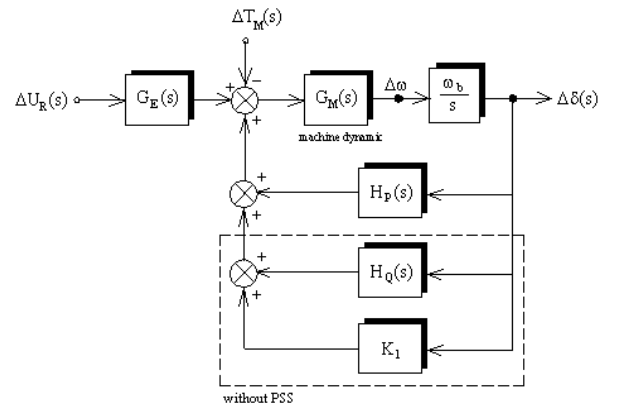 ΔT_M(s)
ΔU_R(s)
G_E(s)
+
−
+
G_M(s)
machine dynamic
Δω
ω_b
s
Δδ(s)
+
+
H_P(s)
+
+
H_Q(s)
K_1
without PSS